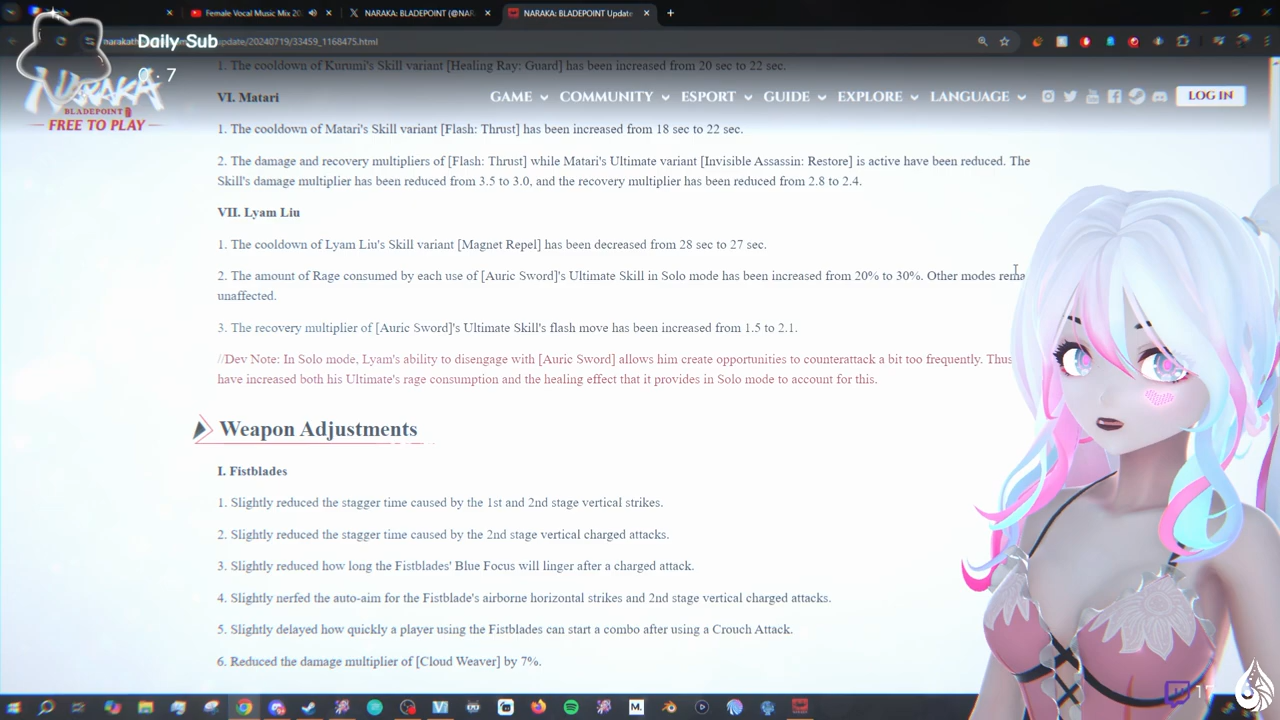 Female Vocal Music Mix 20
NARAKA: BLADEPOINT (@NAR
NARAKA: BLADEPOINT Update
update/20240719/33459_1168475.html
Daily Sub
0 · 7
NARAKA
BLADEPOINT
FREE TO PLAY
GAME COMMUNITY ESPORT GUIDE EXPLORE LANGUAGE LOG IN
1. The cooldown of Kurumi's Skill variant [Healing Ray: Guard] has been increased from 20 sec to 22 sec.
VI. Matari
1. The cooldown of Matari's Skill variant [Flash: Thrust] has been increased from 18 sec to 22 sec.
2. The damage and recovery multipliers of [Flash: Thrust] while Matari's Ultimate variant [Invisible Assassin: Restore] is active have been reduced. The
Skill's damage multiplier has been reduced from 3.5 to 3.0, and the recovery multiplier has been reduced from 2.8 to 2.4.
VII. Lyam Liu
1. The cooldown of Lyam Liu's Skill variant [Magnet Repel] has been decreased from 28 sec to 27 sec.
2. The amount of Rage consumed by each use of [Auric Sword]'s Ultimate Skill in Solo mode has been increased from 20% to 30%. Other modes rema
unaffected.
3. The recovery multiplier of [Auric Sword]'s Ultimate Skill's flash move has been increased from 1.5 to 2.1.
//Dev Note: In Solo mode, Lyam's ability to disengage with [Auric Sword] allows him create opportunities to counterattack a bit too frequently. Thus
have increased both his Ultimate's rage consumption and the healing effect that it provides in Solo mode to account for this.
Weapon Adjustments
I. Fistblades
1. Slightly reduced the stagger time caused by the 1st and 2nd stage vertical strikes.
2. Slightly reduced the stagger time caused by the 2nd stage vertical charged attacks.
3. Slightly reduced how long the Fistblades' Blue Focus will linger after a charged attack.
4. Slightly nerfed the auto-aim for the Fistblade's airborne horizontal strikes and 2nd stage vertical charged attacks.
5. Slightly delayed how quickly a player using the Fistblades can start a combo after using a Crouch Attack.
6. Reduced the damage multiplier of [Cloud Weaver] by 7%.